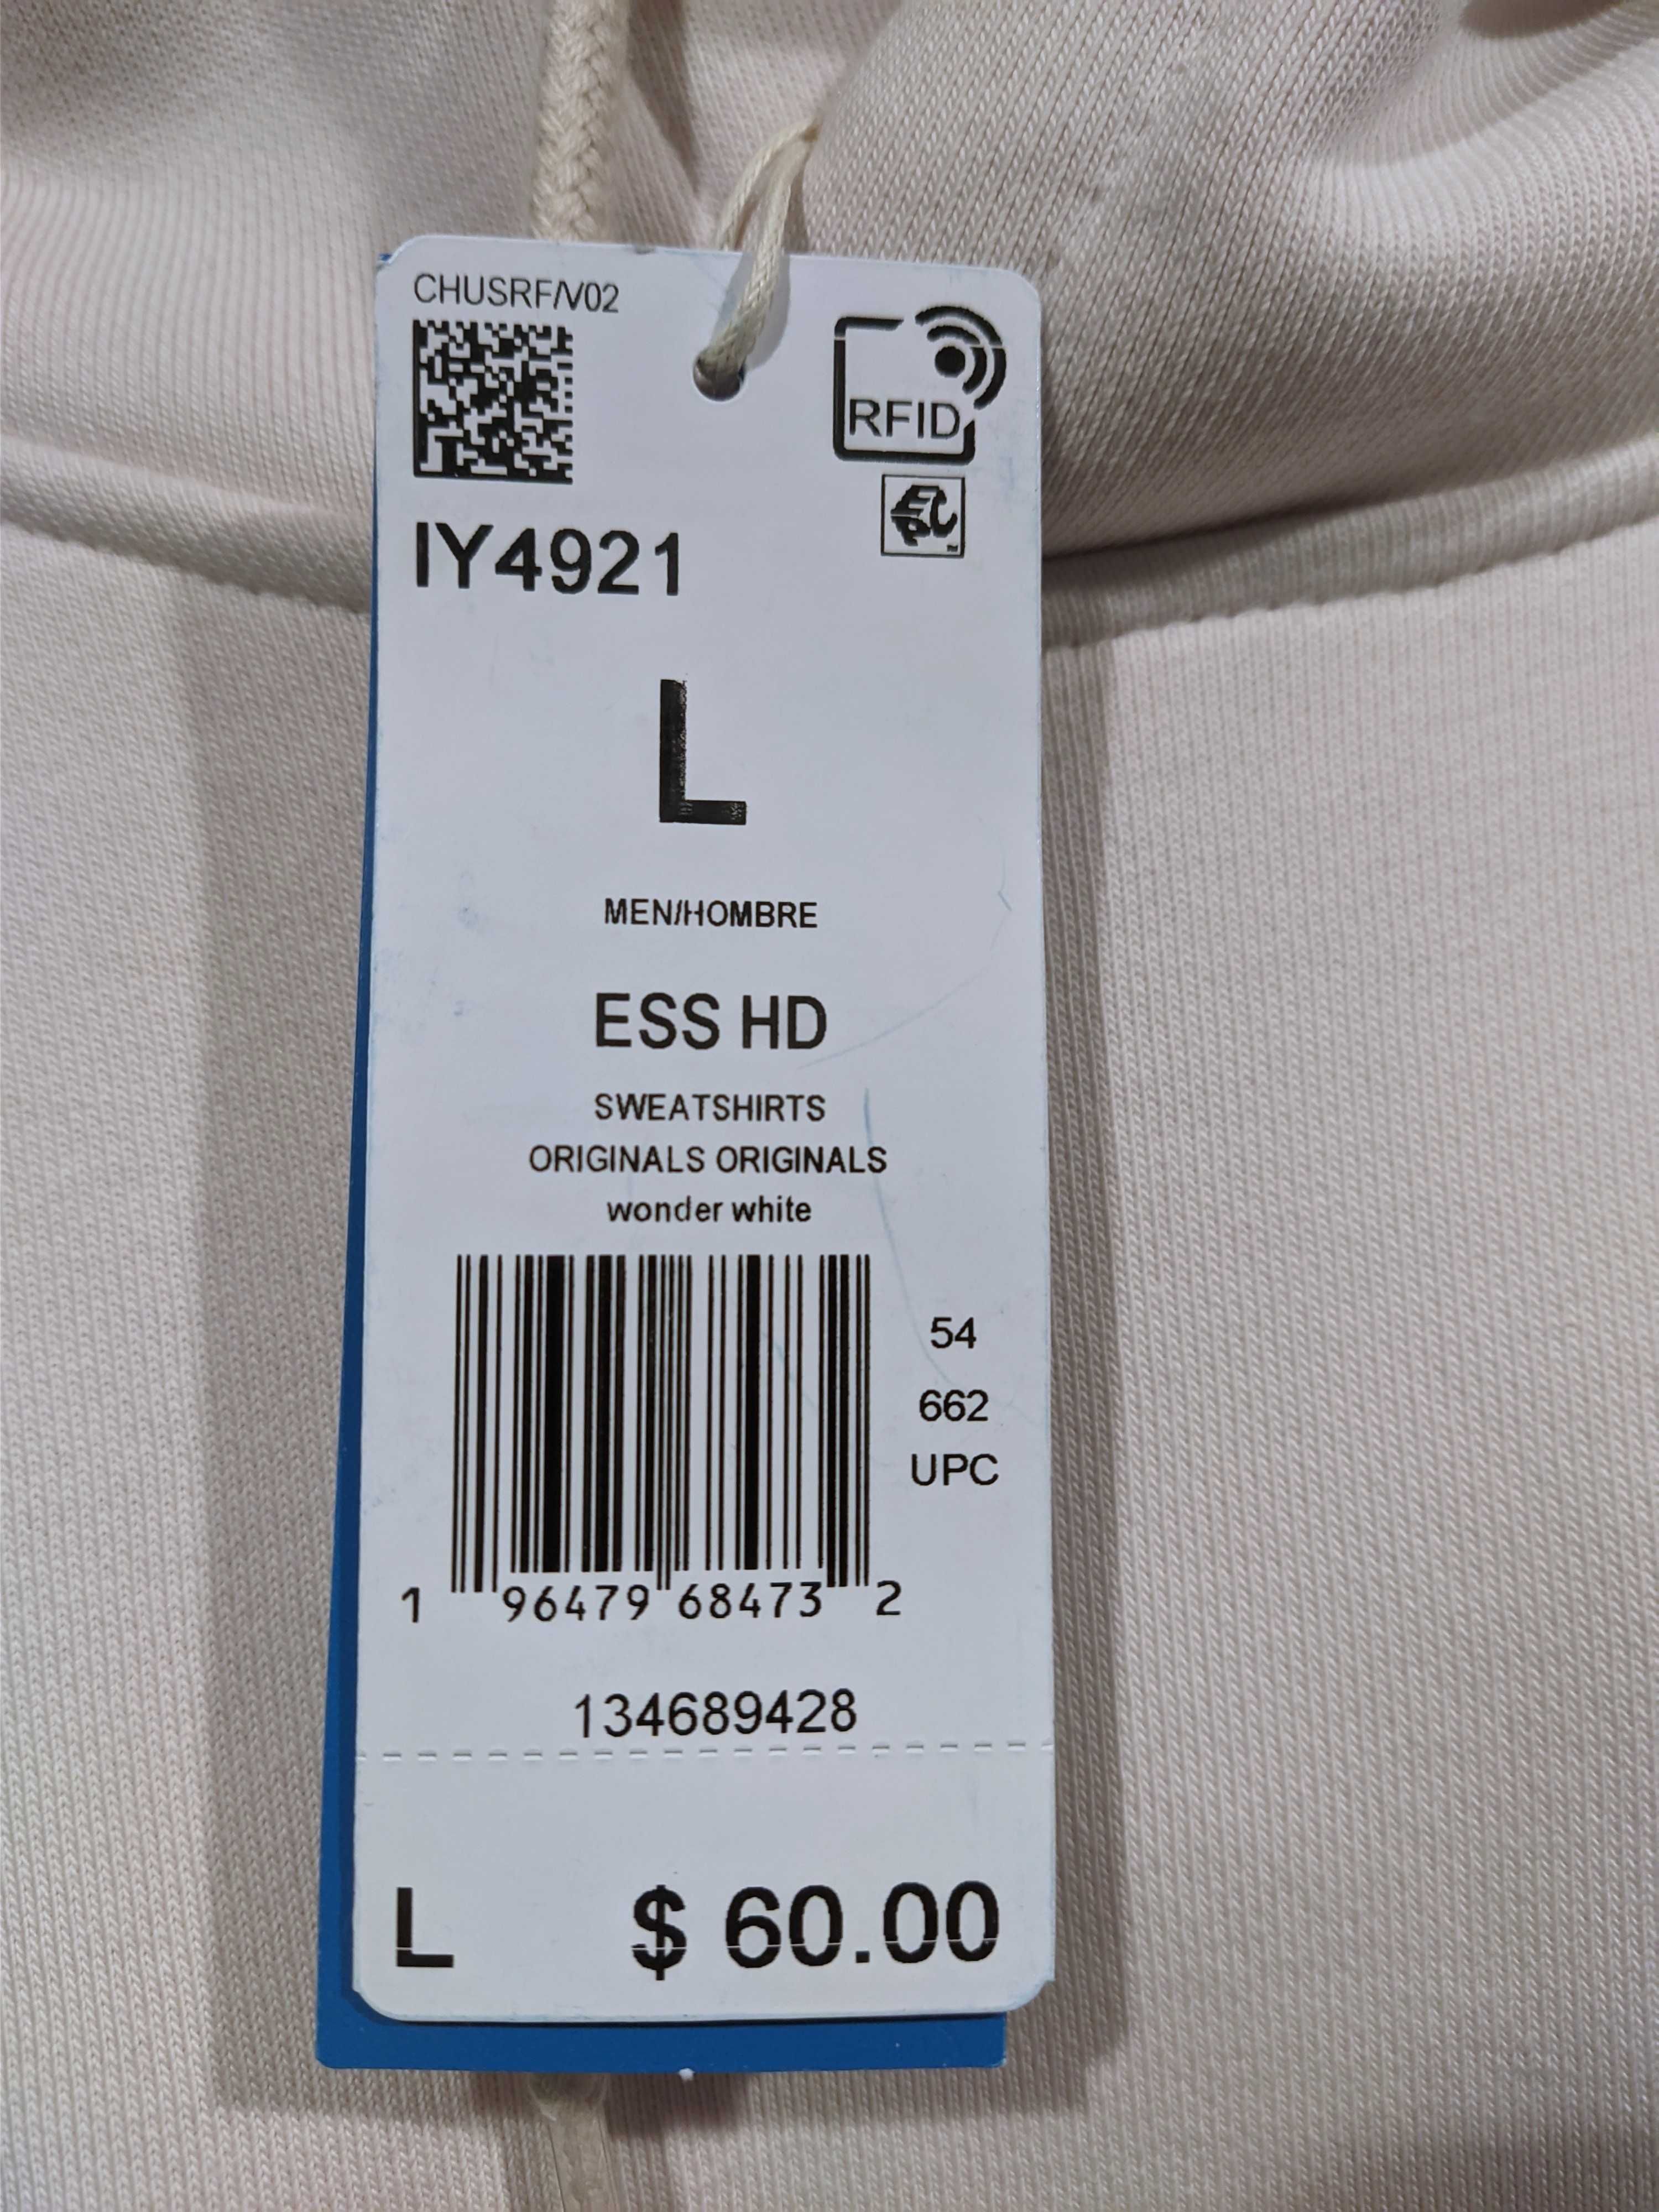 CHUSRF/V02
RFID
IY4921
L
MEN/HOMBRE
ESS HD
SWEATSHIRTS
ORIGINALS ORIGINALS
wonder white
54
662
UPC
1 96479 68473 2
134689428
L $ 60.00